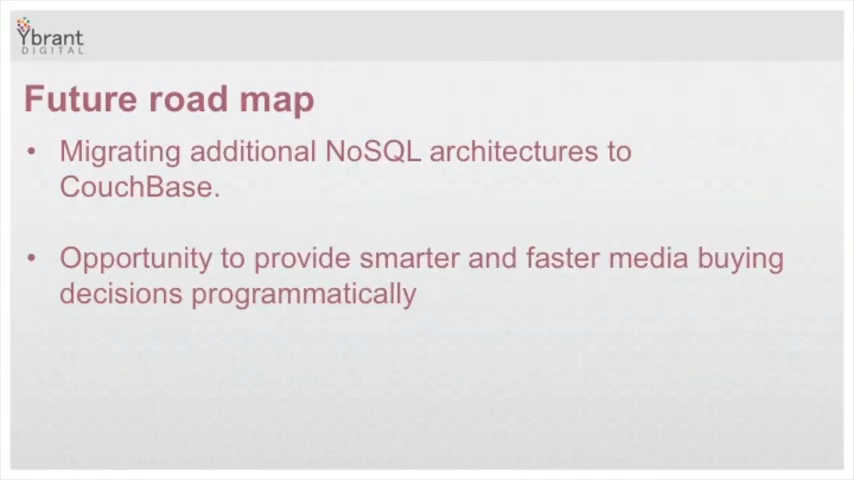 Ybrant
DIGITAL
Future road map
• Migrating additional NoSQL architectures to
CouchBase.
• Opportunity to provide smarter and faster media buying
decisions programmatically